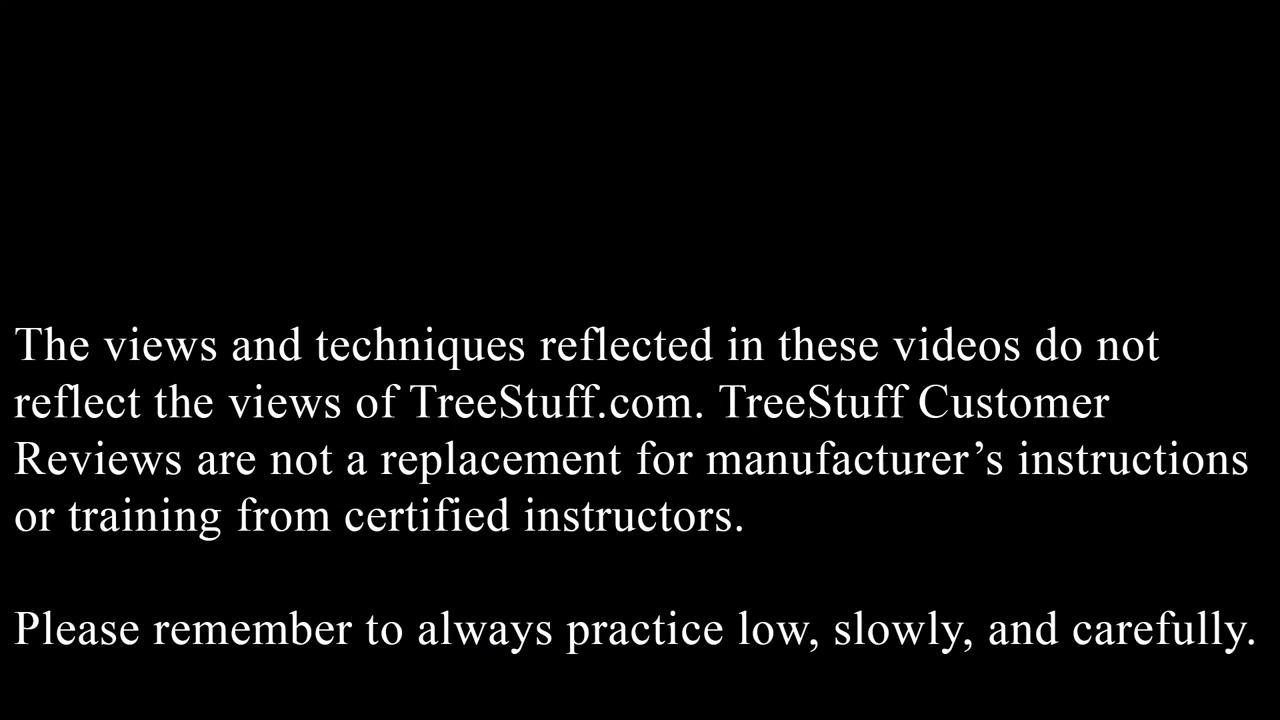 The views and techniques reflected in these videos do not
reflect the views of TreeStuff.com. TreeStuff Customer
Reviews are not a replacement for manufacturer’s instructions
or training from certified instructors.
Please remember to always practice low, slowly, and carefully.